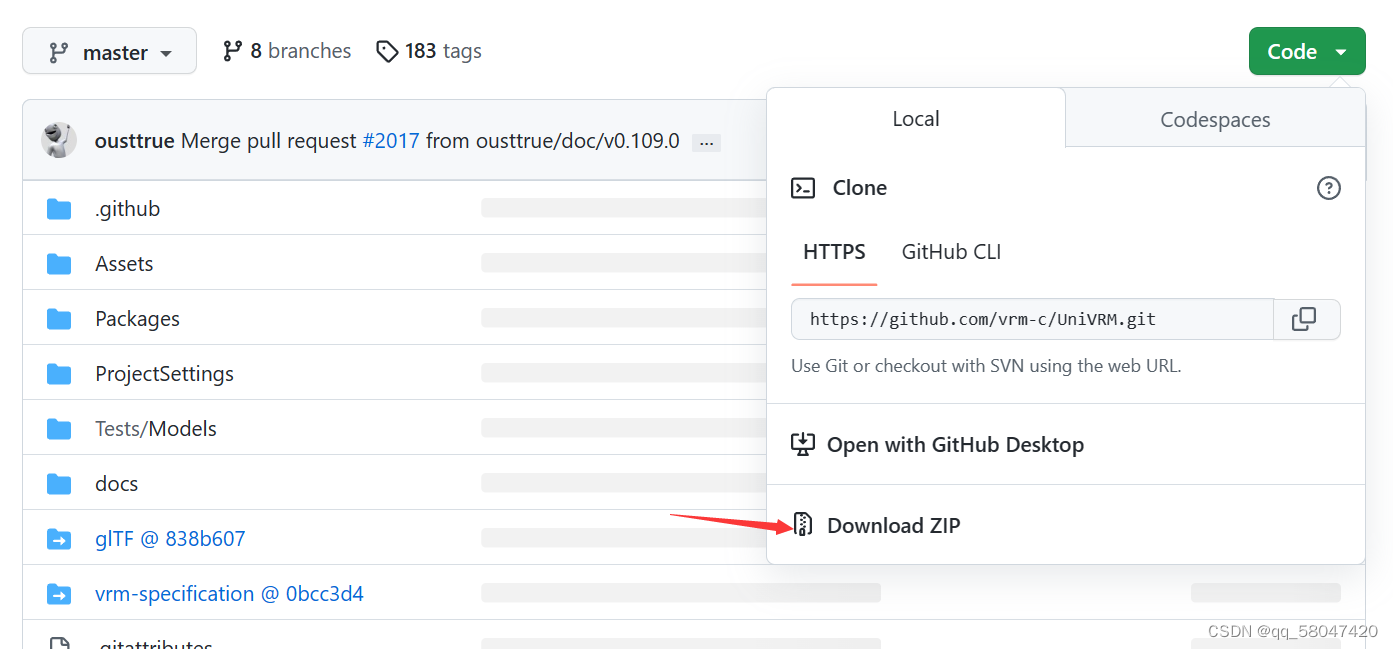 master 8 branches 183 tags Code
Local Codespaces
ousttrue Merge pull request #2017 from ousttrue/doc/v0.109.0 ...
Clone
.github
HTTPS GitHub CLI
Assets
https://github.com/vrm-c/UniVRM.git
Packages
Use Git or checkout with SVN using the web URL.
ProjectSettings
Tests/Models
Open with GitHub Desktop
docs
Download ZIP
glTF @ 838b607
vrm-specification @ 0bcc3d4
.gitattributes
CSDN @qq_58047420